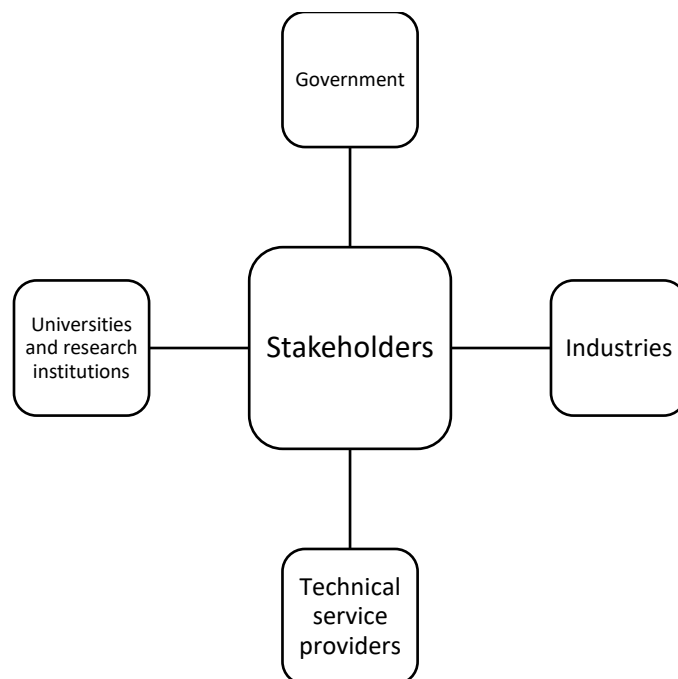 Government
Universities
and research
institutions
Stakeholders
Industries
Technical
service
providers